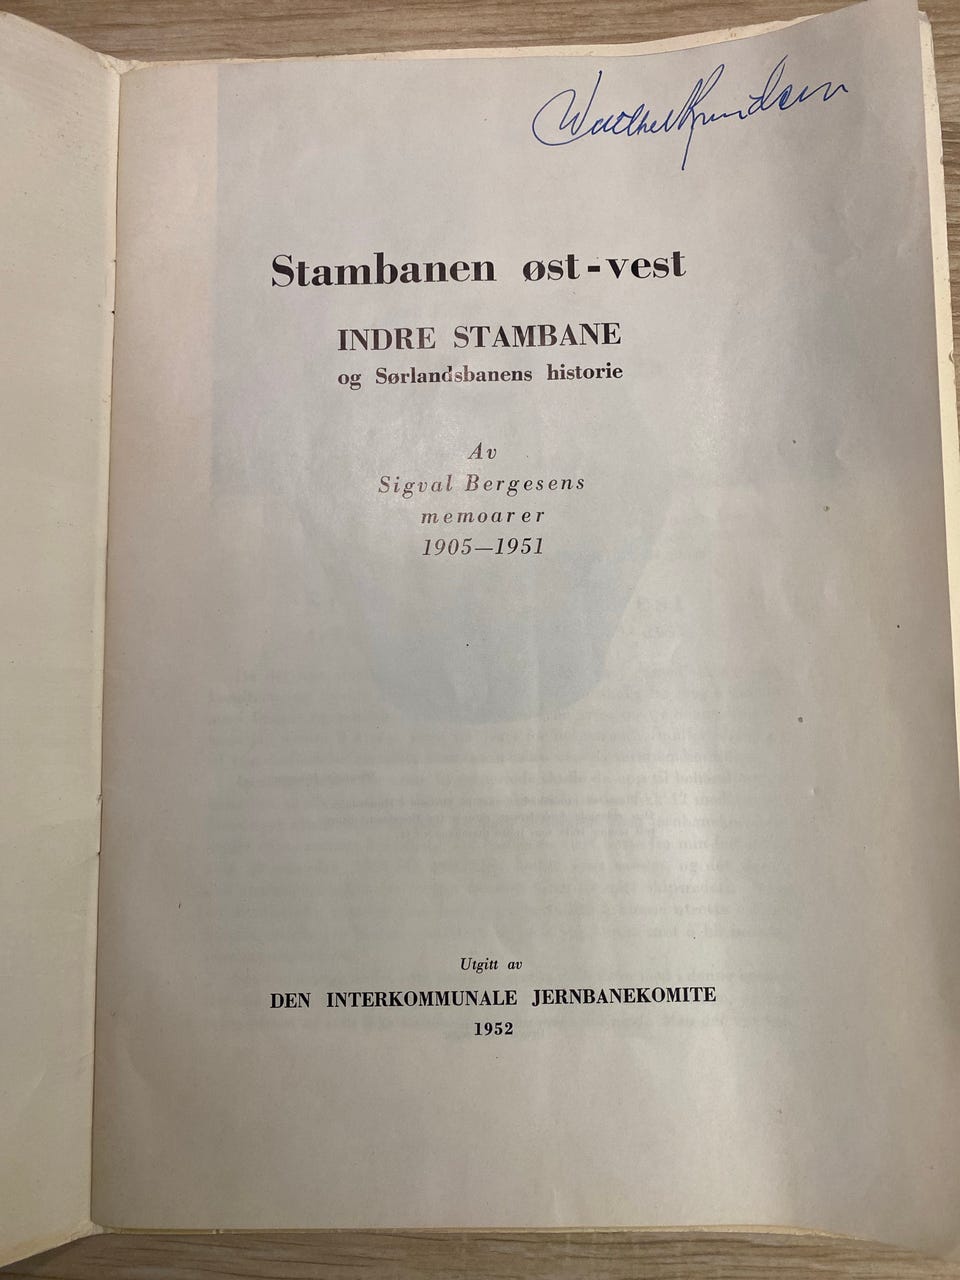 Stambanen øst-vest
INDRE STAMBANE
og Sørlandsbanens historie
Av
Sigval Bergesens
memoarer
1905—1951
Utgitt av
DEN INTERKOMMUNALE JERNBANEKOMITE
1952